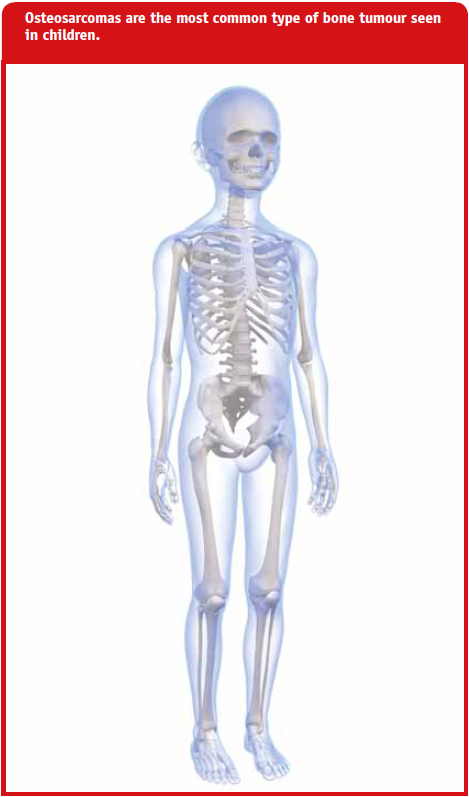 Osteosarcomas are the most common type of bone tumour seen
in children.